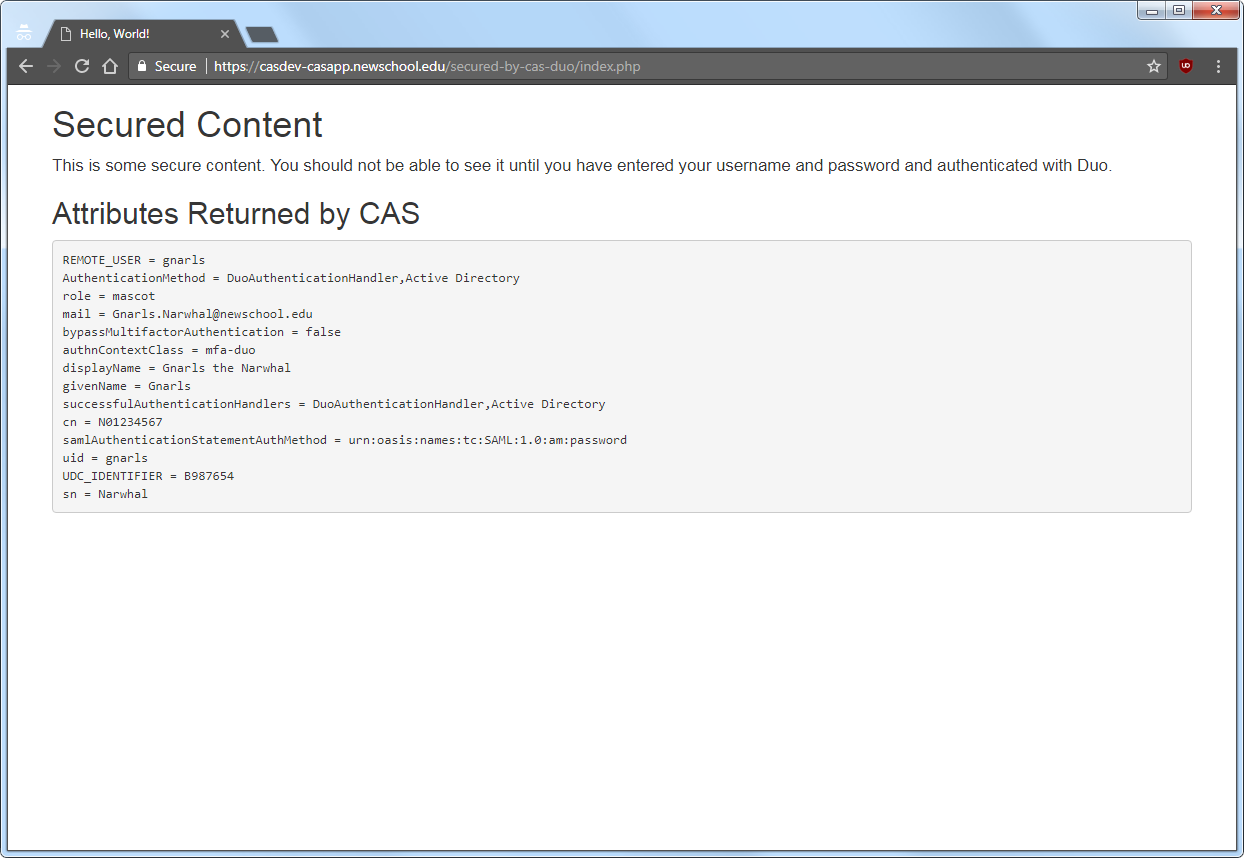 Hello, World!
Secure https://casdev-casapp.newschool.edu/secured-by-cas-duo/index.php
Secured Content
This is some secure content. You should not be able to see it until you have entered your username and password and authenticated with Duo.
Attributes Returned by CAS
REMOTE_USER = gnarls
AuthenticationMethod = DuoAuthenticationHandler,Active Directory
role = mascot
mail = Gnarls.Narwhal@newschool.edu
bypassMultifactorAuthentication = false
authnContextClass = mfa-duo
displayName = Gnarls the Narwhal
givenName = Gnarls
successfulAuthenticationHandlers = DuoAuthenticationHandler,Active Directory
cn = N01234567
samlAuthenticationStatementAuthMethod = urn:oasis:names:tc:SAML:1.0:am:password
uid = gnarls
UDC_IDENTIFIER = B987654
sn = Narwhal